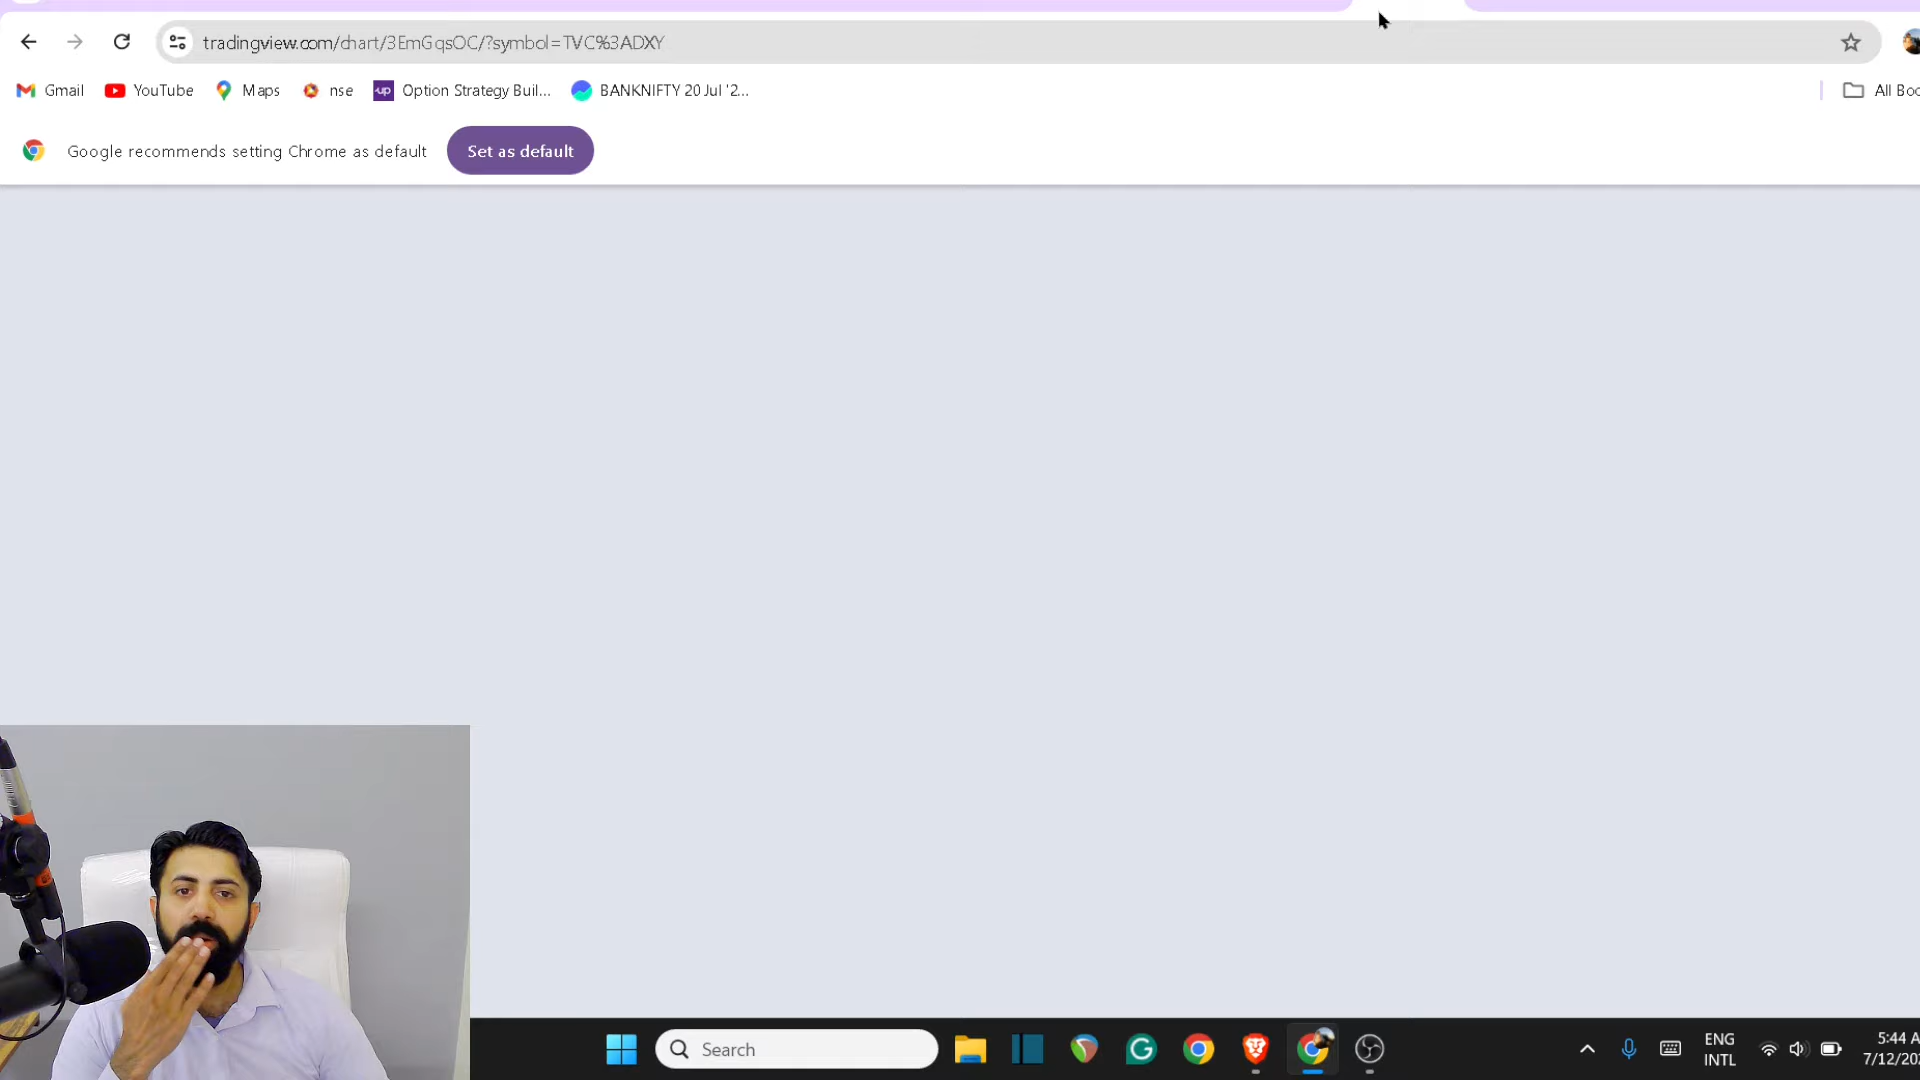 tradingview.com/chart/3EmGqsOC/?symbol=TVC%3ADXY
Gmail YouTube Maps nse up Option Strategy Buil... BANKNIFTY 20 Jul '2... All Boo
Google recommends setting Chrome as default Set as default
Search ENG 5:44 A
INTL 7/12/20